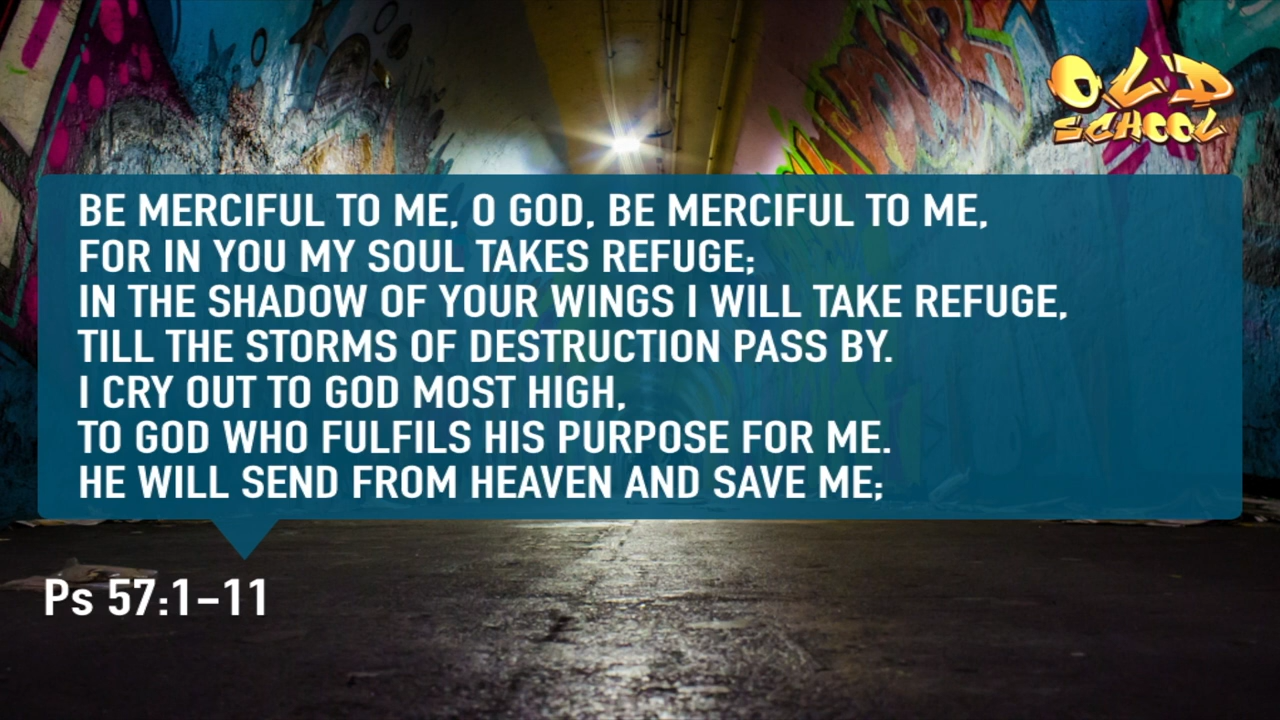 OLD
SCHOOL
BE MERCIFUL TO ME, O GOD, BE MERCIFUL TO ME,
FOR IN YOU MY SOUL TAKES REFUGE;
IN THE SHADOW OF YOUR WINGS I WILL TAKE REFUGE,
TILL THE STORMS OF DESTRUCTION PASS BY.
I CRY OUT TO GOD MOST HIGH,
TO GOD WHO FULFILS HIS PURPOSE FOR ME.
HE WILL SEND FROM HEAVEN AND SAVE ME;
Ps 57:1–11